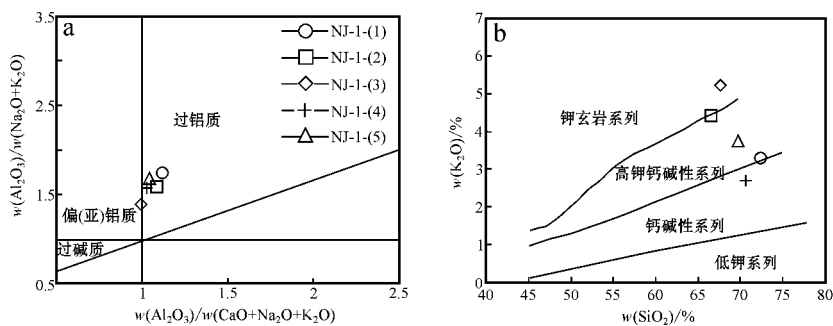 a
3.5
2.5
1.5
0.5
w(Al₂O₃)/w(Na₂O+K₂O)
NJ-1-(1)
NJ-1-(2)
NJ-1-(3)
NJ-1-(4)
NJ-1-(5)
过铝质
偏(亚)铝质
过碱质
1
1.5
2
2.5
w(Al₂O₃)/w(CaO+Na₂O+K₂O)
b
7
6
5
4
3
2
1
0
w(K₂O)/%
钾玄岩系列
高钾钙碱性系列
钙碱性系列
低钾系列
40
45
50
55
60
65
70
75
80
w(SiO₂)/%